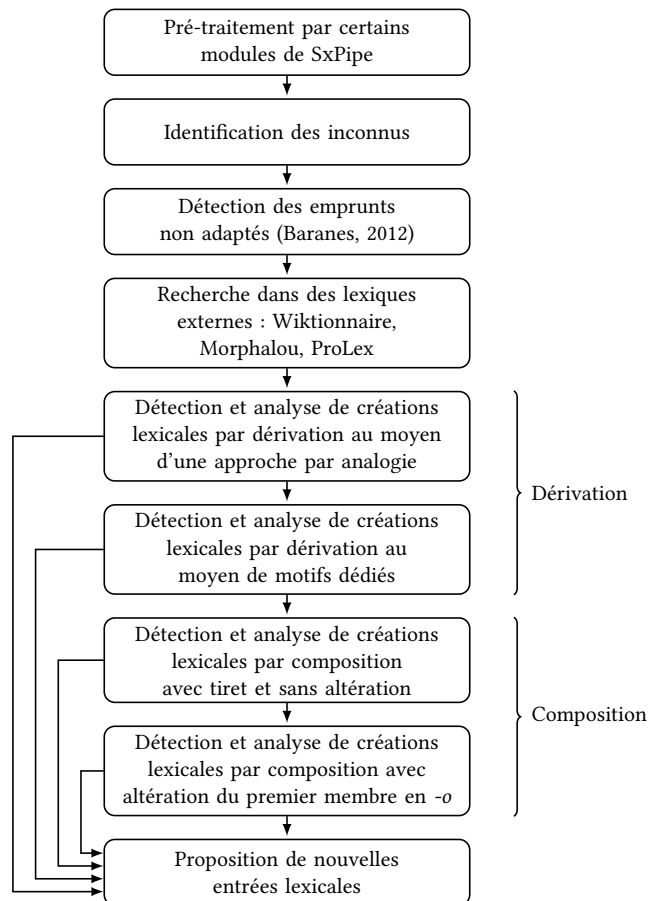 Pré-traitement par certains
modules de SxPipe
Identification des inconnus
Détection des emprunts
non adaptés (Baranes, 2012)
Recherche dans des lexiques
externes : Wiktionnaire,
Morphalou, ProLex
Détection et analyse de créations
lexicales par dérivation au moyen
d'une approche par analogie
Détection et analyse de créations
lexicales par dérivation au
moyen de motifs dédiés
Dérivation
Détection et analyse de créations
lexicales par composition
avec tiret et sans altération
Détection et analyse de créations
lexicales par composition avec
altération du premier membre en -o
Composition
Proposition de nouvelles
entrées lexicales